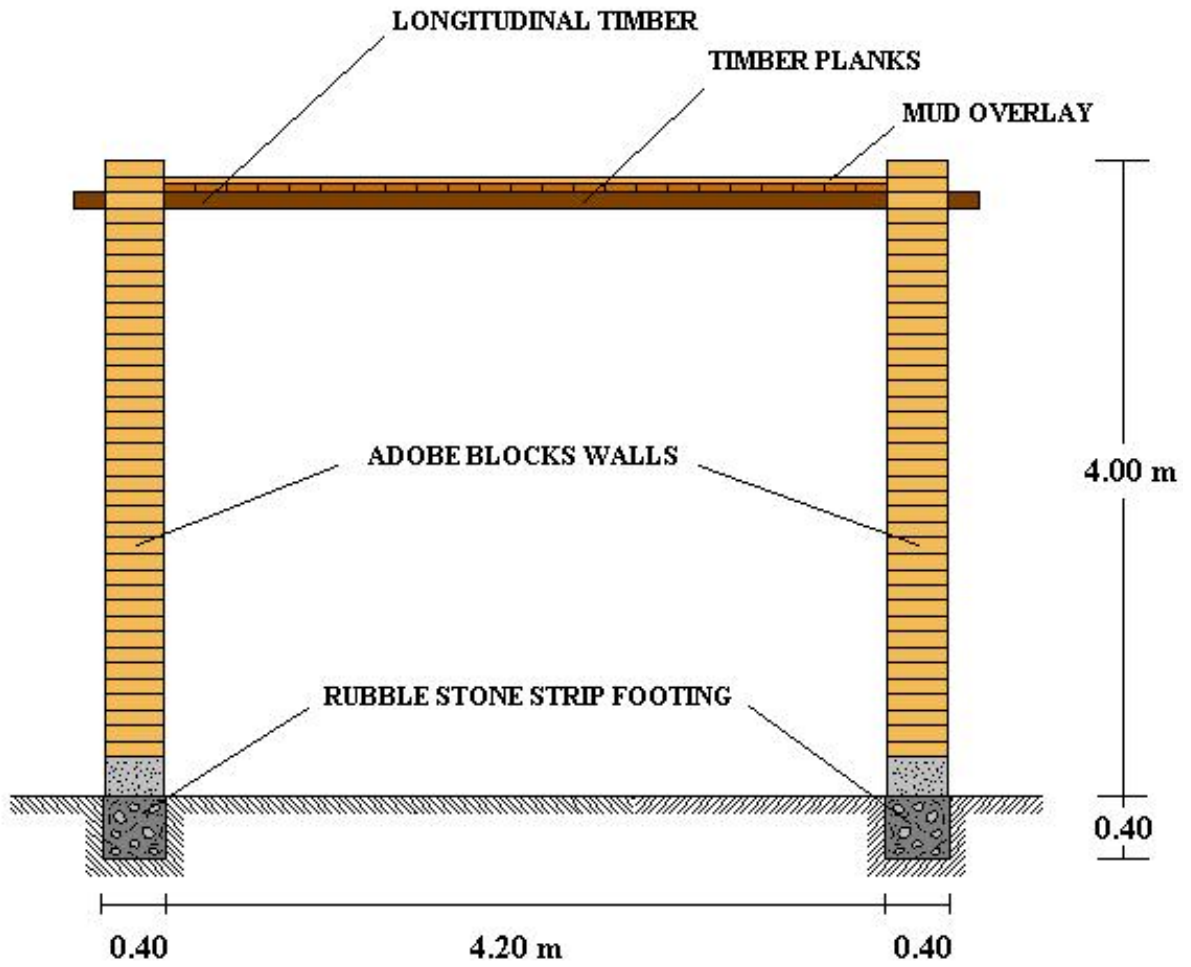 LONGITUDINAL TIMBER
TIMBER PLANKS
MUD OVERLAY
ADOBE BLOCKS WALLS
4.00 m
RUBBLE STONE STRIP FOOTING
0.40
0.40
4.20 m
0.40